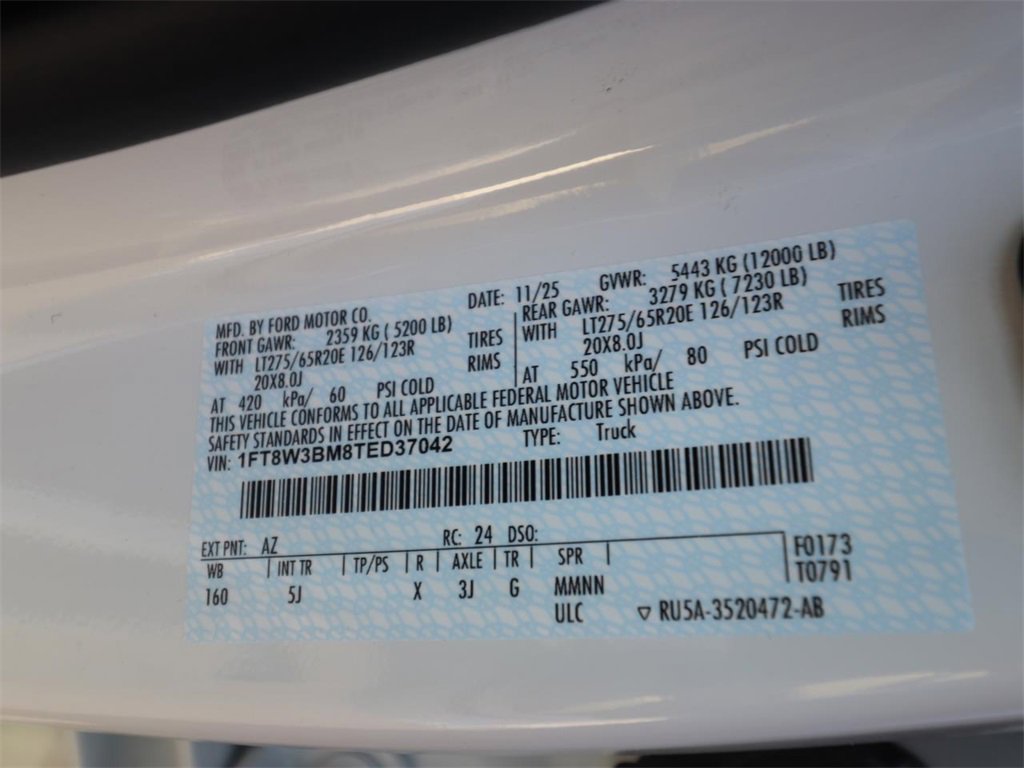 MFD. BY FORD MOTOR CO. DATE: 11/25 GVWR: 5443 KG (12000 LB)
FRONT GAWR: 2359 KG ( 5200 LB) REAR GAWR: 3279 KG ( 7230 LB)
WITH LT275/65R20E 126/123R TIRES WITH LT275/65R20E 126/123R TIRES
20X8.0J RIMS 20X8.0J RIMS
AT 420 kPa/ 60 PSI COLD AT 550 kPa/ 80 PSI COLD
THIS VEHICLE CONFORMS TO ALL APPLICABLE FEDERAL MOTOR VEHICLE
SAFETY STANDARDS IN EFFECT ON THE DATE OF MANUFACTURE SHOWN ABOVE.
VIN: 1FT8W3BM8TED37042 TYPE: Truck
EXT PNT: AZ RC: 24 DSO:
WB INT TR TP/PS R AXLE TR SPR F0173
160 5J X 3J G MMNN T0791
ULC ▽ RU5A-3520472-AB